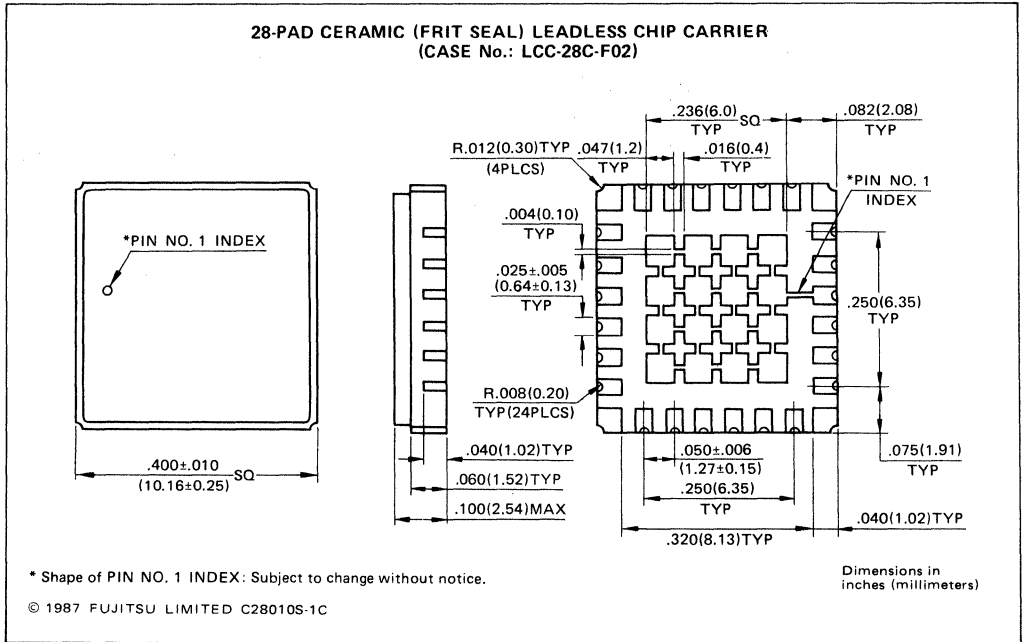 28-PAD CERAMIC (FRIT SEAL) LEADLESS CHIP CARRIER
(CASE No.: LCC-28C-F02)
.236(6.0) SQ
TYP
.082(2.08)
TYP
R.012(0.30)TYP
(4PLCS)
.047(1.2)
TYP
.016(0.4)
TYP
*PIN NO. 1
INDEX
*PIN NO. 1 INDEX
.004(0.10)
TYP
.025±.005
(0.64±0.13)
TYP
.250(6.35)
TYP
R.008(0.20)
TYP(24PLCS)
.400±.010 SQ
(10.16±0.25)
.040(1.02)TYP
.060(1.52)TYP
.100(2.54)MAX
.050±.006
(1.27±0.15)
.250(6.35)
TYP
.320(8.13)TYP
.075(1.91)
TYP
.040(1.02)TYP
* Shape of PIN NO. 1 INDEX: Subject to change without notice.
Dimensions in
inches (millimeters)
© 1987 FUJITSU LIMITED C28010S-1C